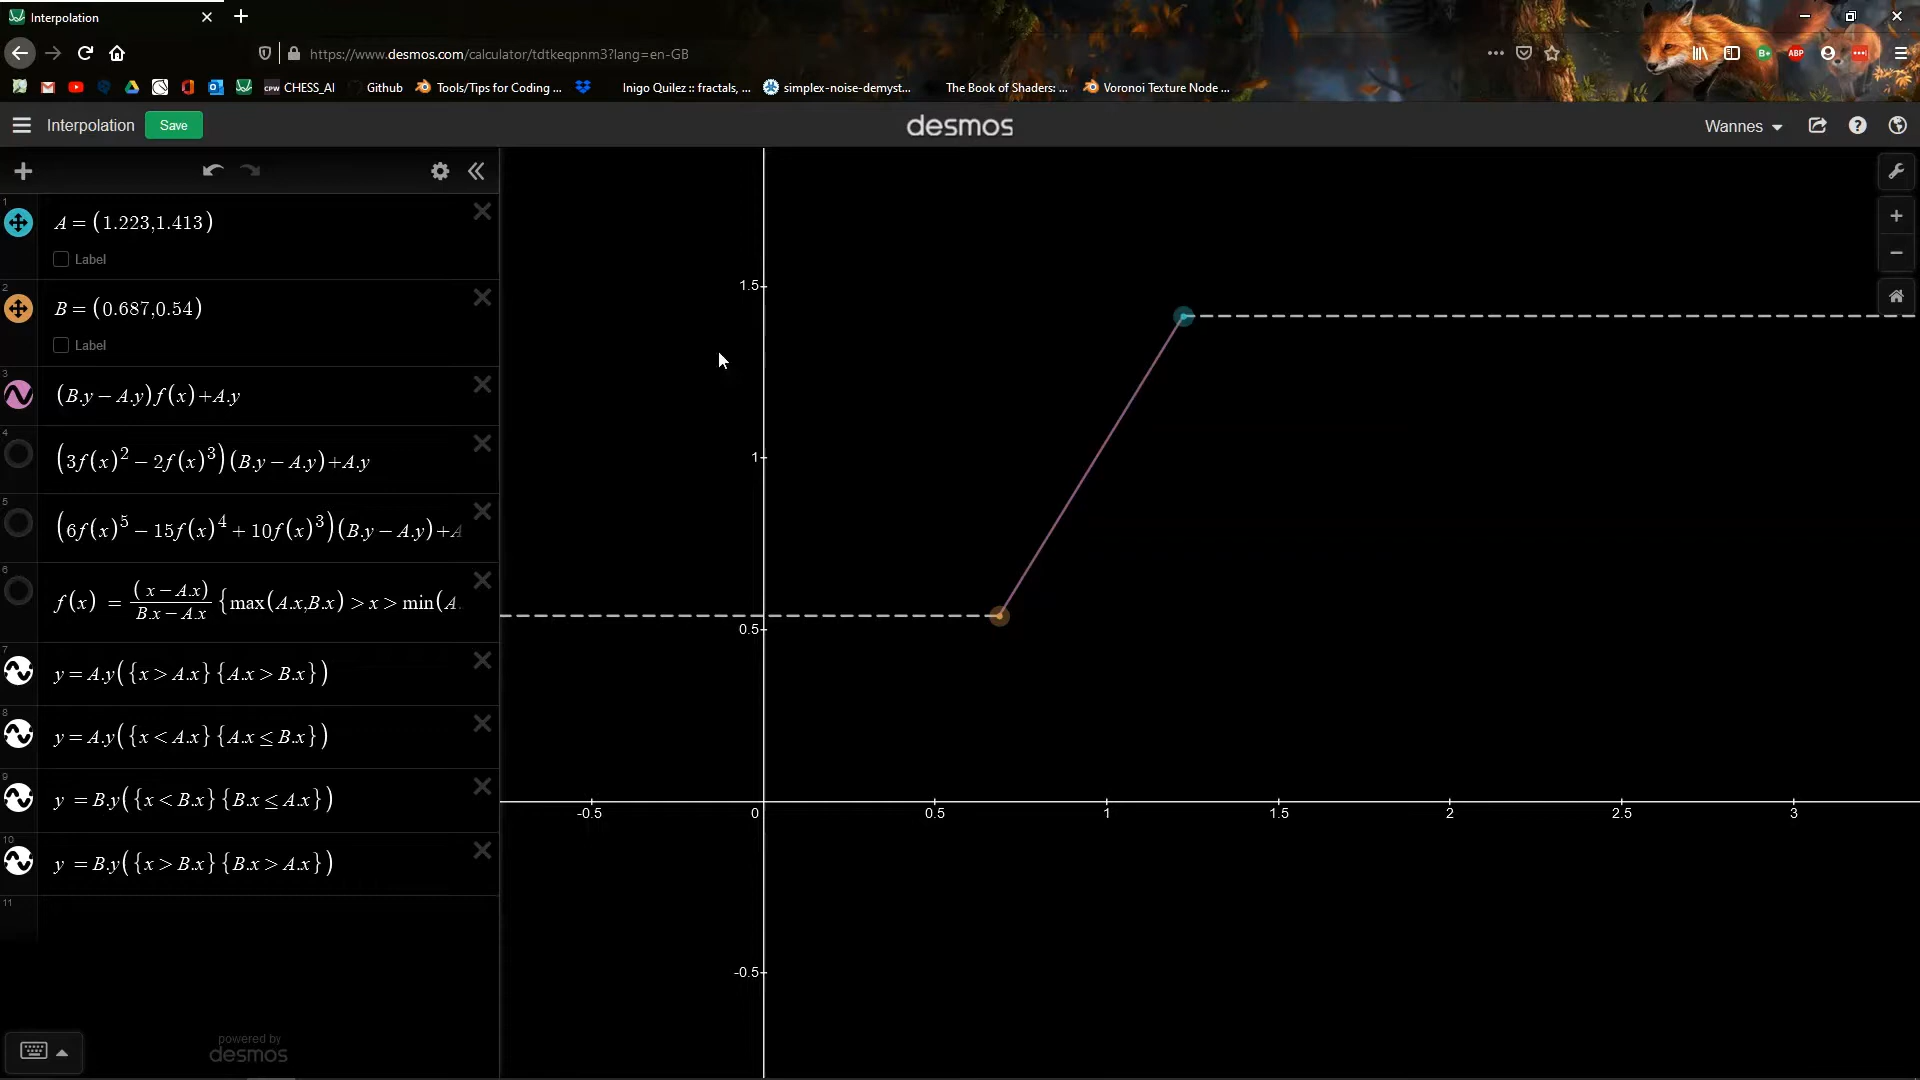 Interpolation
https://www.desmos.com/calculator/tdtkeqpnm3?lang=en-GB
ABP
CPW CHESS_AI Github Tools/Tips for Coding ... Inigo Quilez :: fractals, ... simplex-noise-demyst... The Book of Shaders: ... Voronoi Texture Node ...
Interpolation Save desmos Wannes
1
A = (1.223,1.413)
Label
2
B = (0.687,0.54)
Label
3
(B.y − A.y) f(x)+A.y
4
(3f(x)² − 2f(x)³)(B.y − A.y)+A.y
5
(6f(x)⁵ − 15f(x)⁴ + 10f(x)³)(B.y − A.y)+A
6
f(x) = (x − A.x)/(B.x − A.x) {max(A.x,B.x) > x > min(A.
7
y = A.y({x > A.x} {A.x > B.x})
8
y = A.y({x < A.x} {A.x ≤ B.x})
9
y = B.y({x < B.x} {B.x ≤ A.x})
10
y = B.y({x > B.x} {B.x > A.x})
11
powered by
desmos
1.5
1
0.5
-0.5 0 0.5 1 1.5 2 2.5 3
-0.5